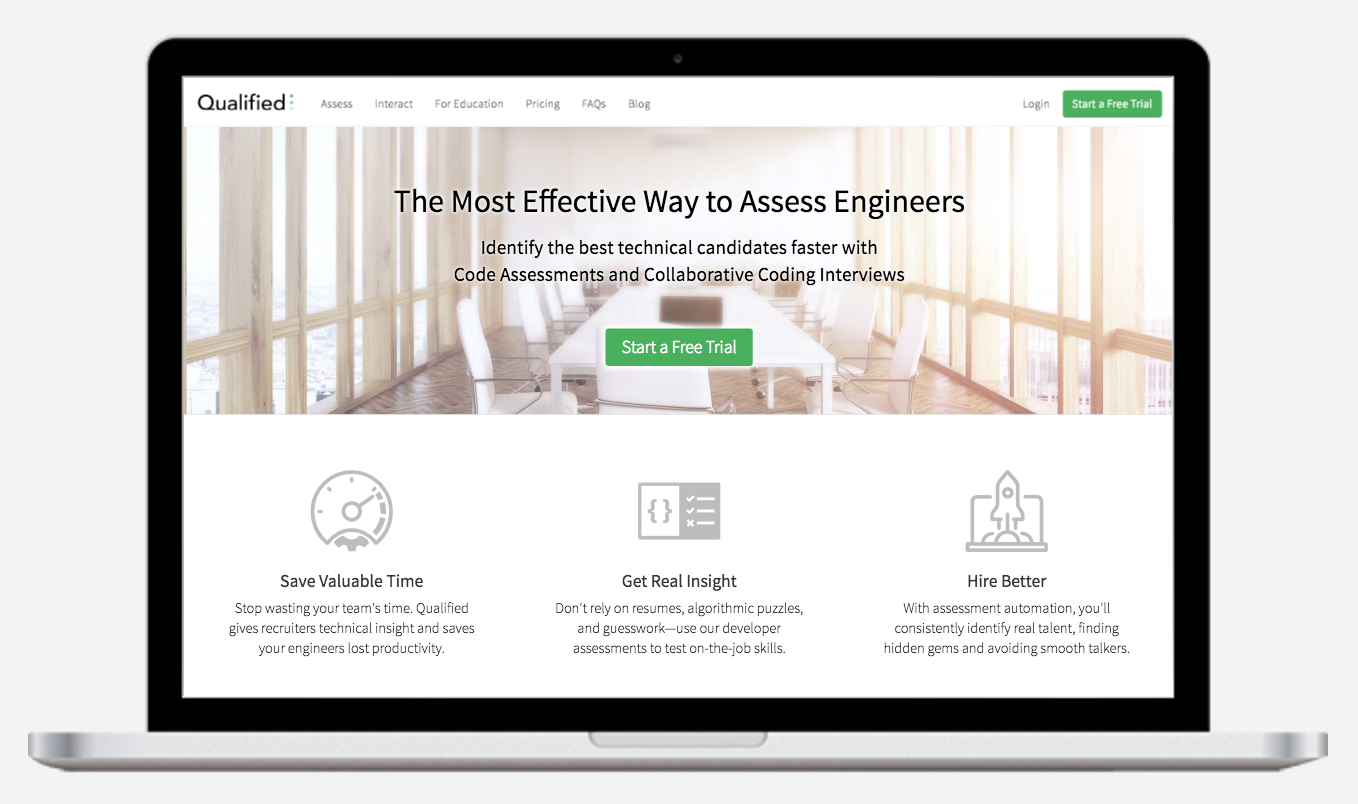 Qualified
Assess Interact For Education Pricing FAQs Blog Login Start a Free Trial
The Most Effective Way to Assess Engineers
Identify the best technical candidates faster with
Code Assessments and Collaborative Coding Interviews
Start a Free Trial
Save Valuable Time
Stop wasting your team's time. Qualified
gives recruiters technical insight and saves
your engineers lost productivity.
Get Real Insight
Don't rely on resumes, algorithmic puzzles,
and guesswork—use our developer
assessments to test on-the-job skills.
Hire Better
With assessment automation, you'll
consistently identify real talent, finding
hidden gems and avoiding smooth talkers.